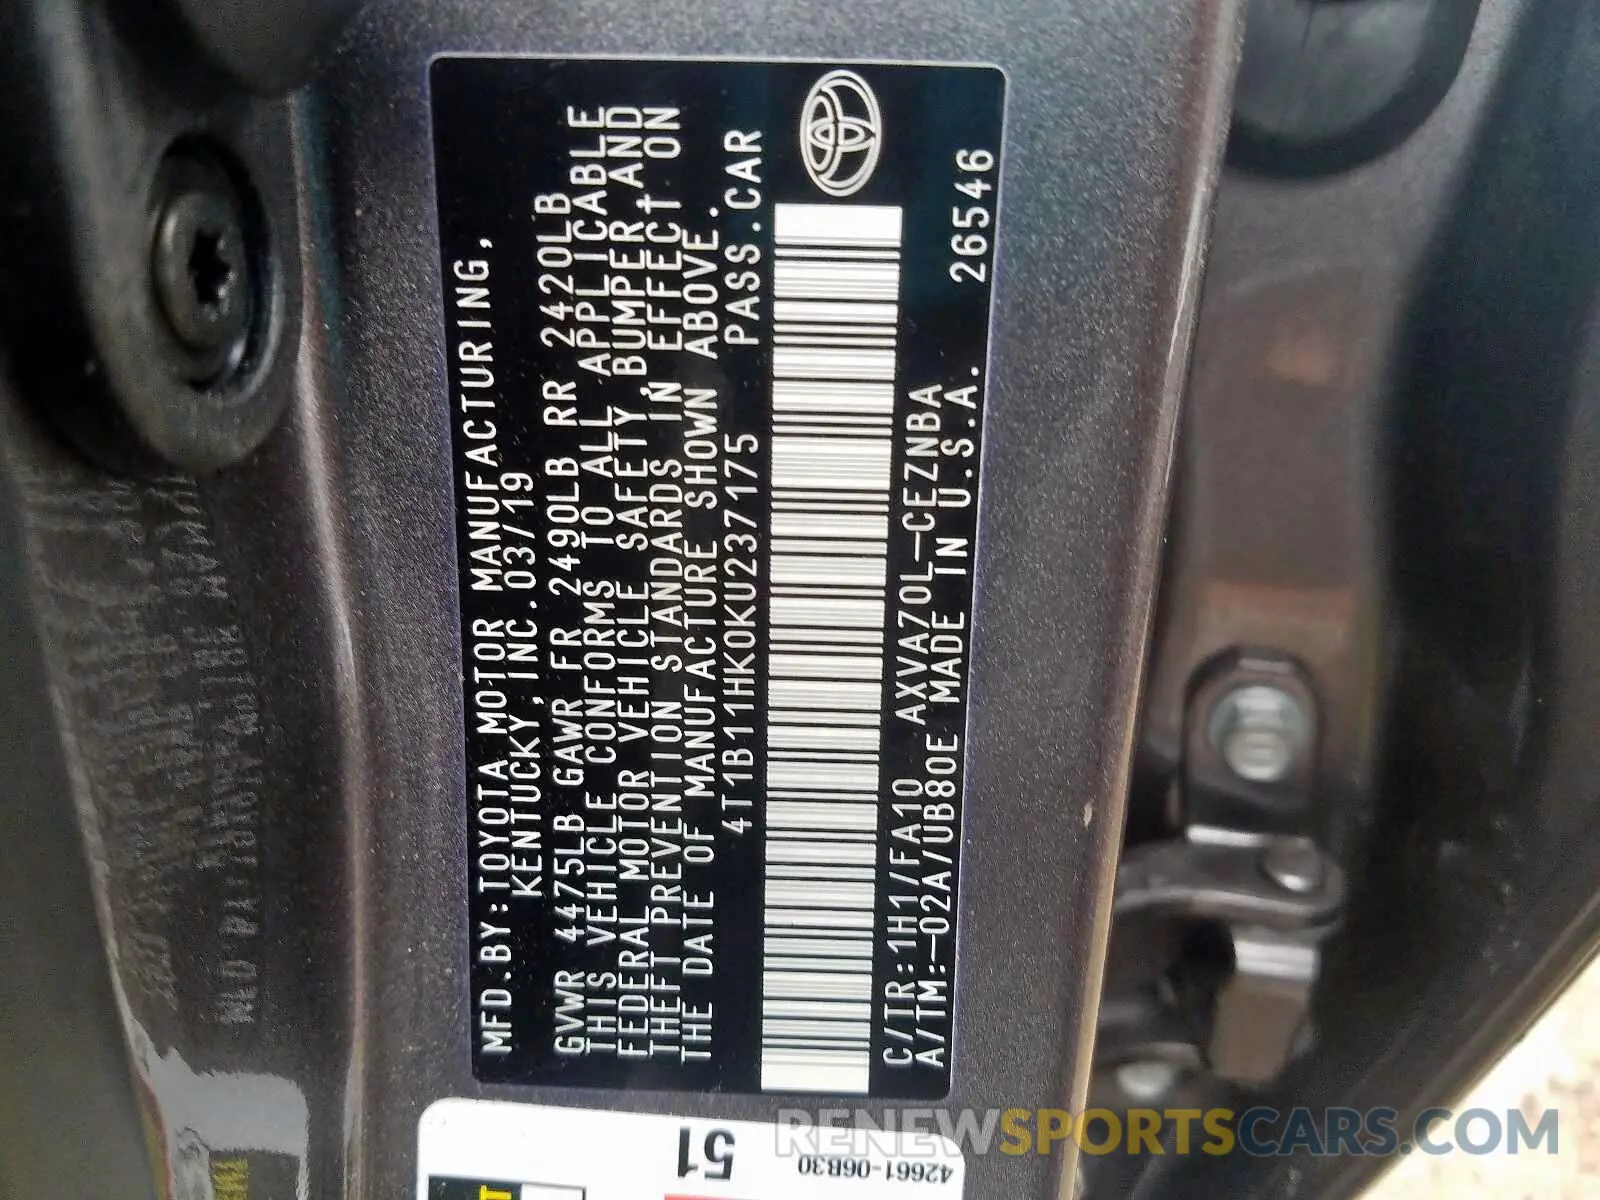 MFD.BY:TOYOTA MOTOR MANUFACTURING,
KENTUCKY,INC.03/19
GVWR 4475LB GAWR FR 2490LB RR 2420LB
THIS VEHICLE CONFORMS TO ALL APPLICABLE
FEDERAL MOTOR VEHICLE SAFETY,BUMPER,AND
THEFT PREVENTION STANDARDS IN EFFECT ON
THE DATE OF MANUFACTURE SHOWN ABOVE.
4T1B11HK0KU237175 PASS.CAR
C/TR:1H1/FA10 AXVA70L-CEZNBA
A/TM:-02A/UB80E MADE IN U.S.A. 26546
51
42661-06B30
RENEWSPORTSCARS.COM